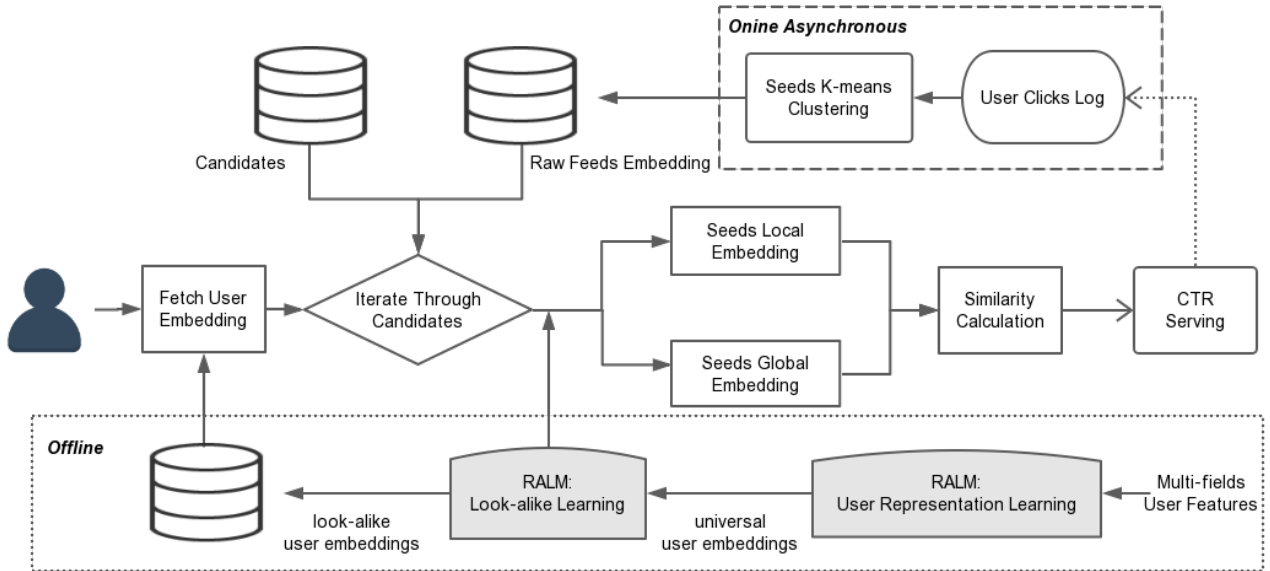 Onine Asynchronous
Seeds K-means
Clustering
User Clicks Log
Candidates
Raw Feeds Embedding
Seeds Local
Embedding
Fetch User
Embedding
Iterate Through
Candidates
Similarity
Calculation
CTR
Serving
Seeds Global
Embedding
Offline
RALM:
Look-alike Learning
RALM:
User Representation Learning
Multi-fields
User Features
look-alike
user embeddings
universal
user embeddings